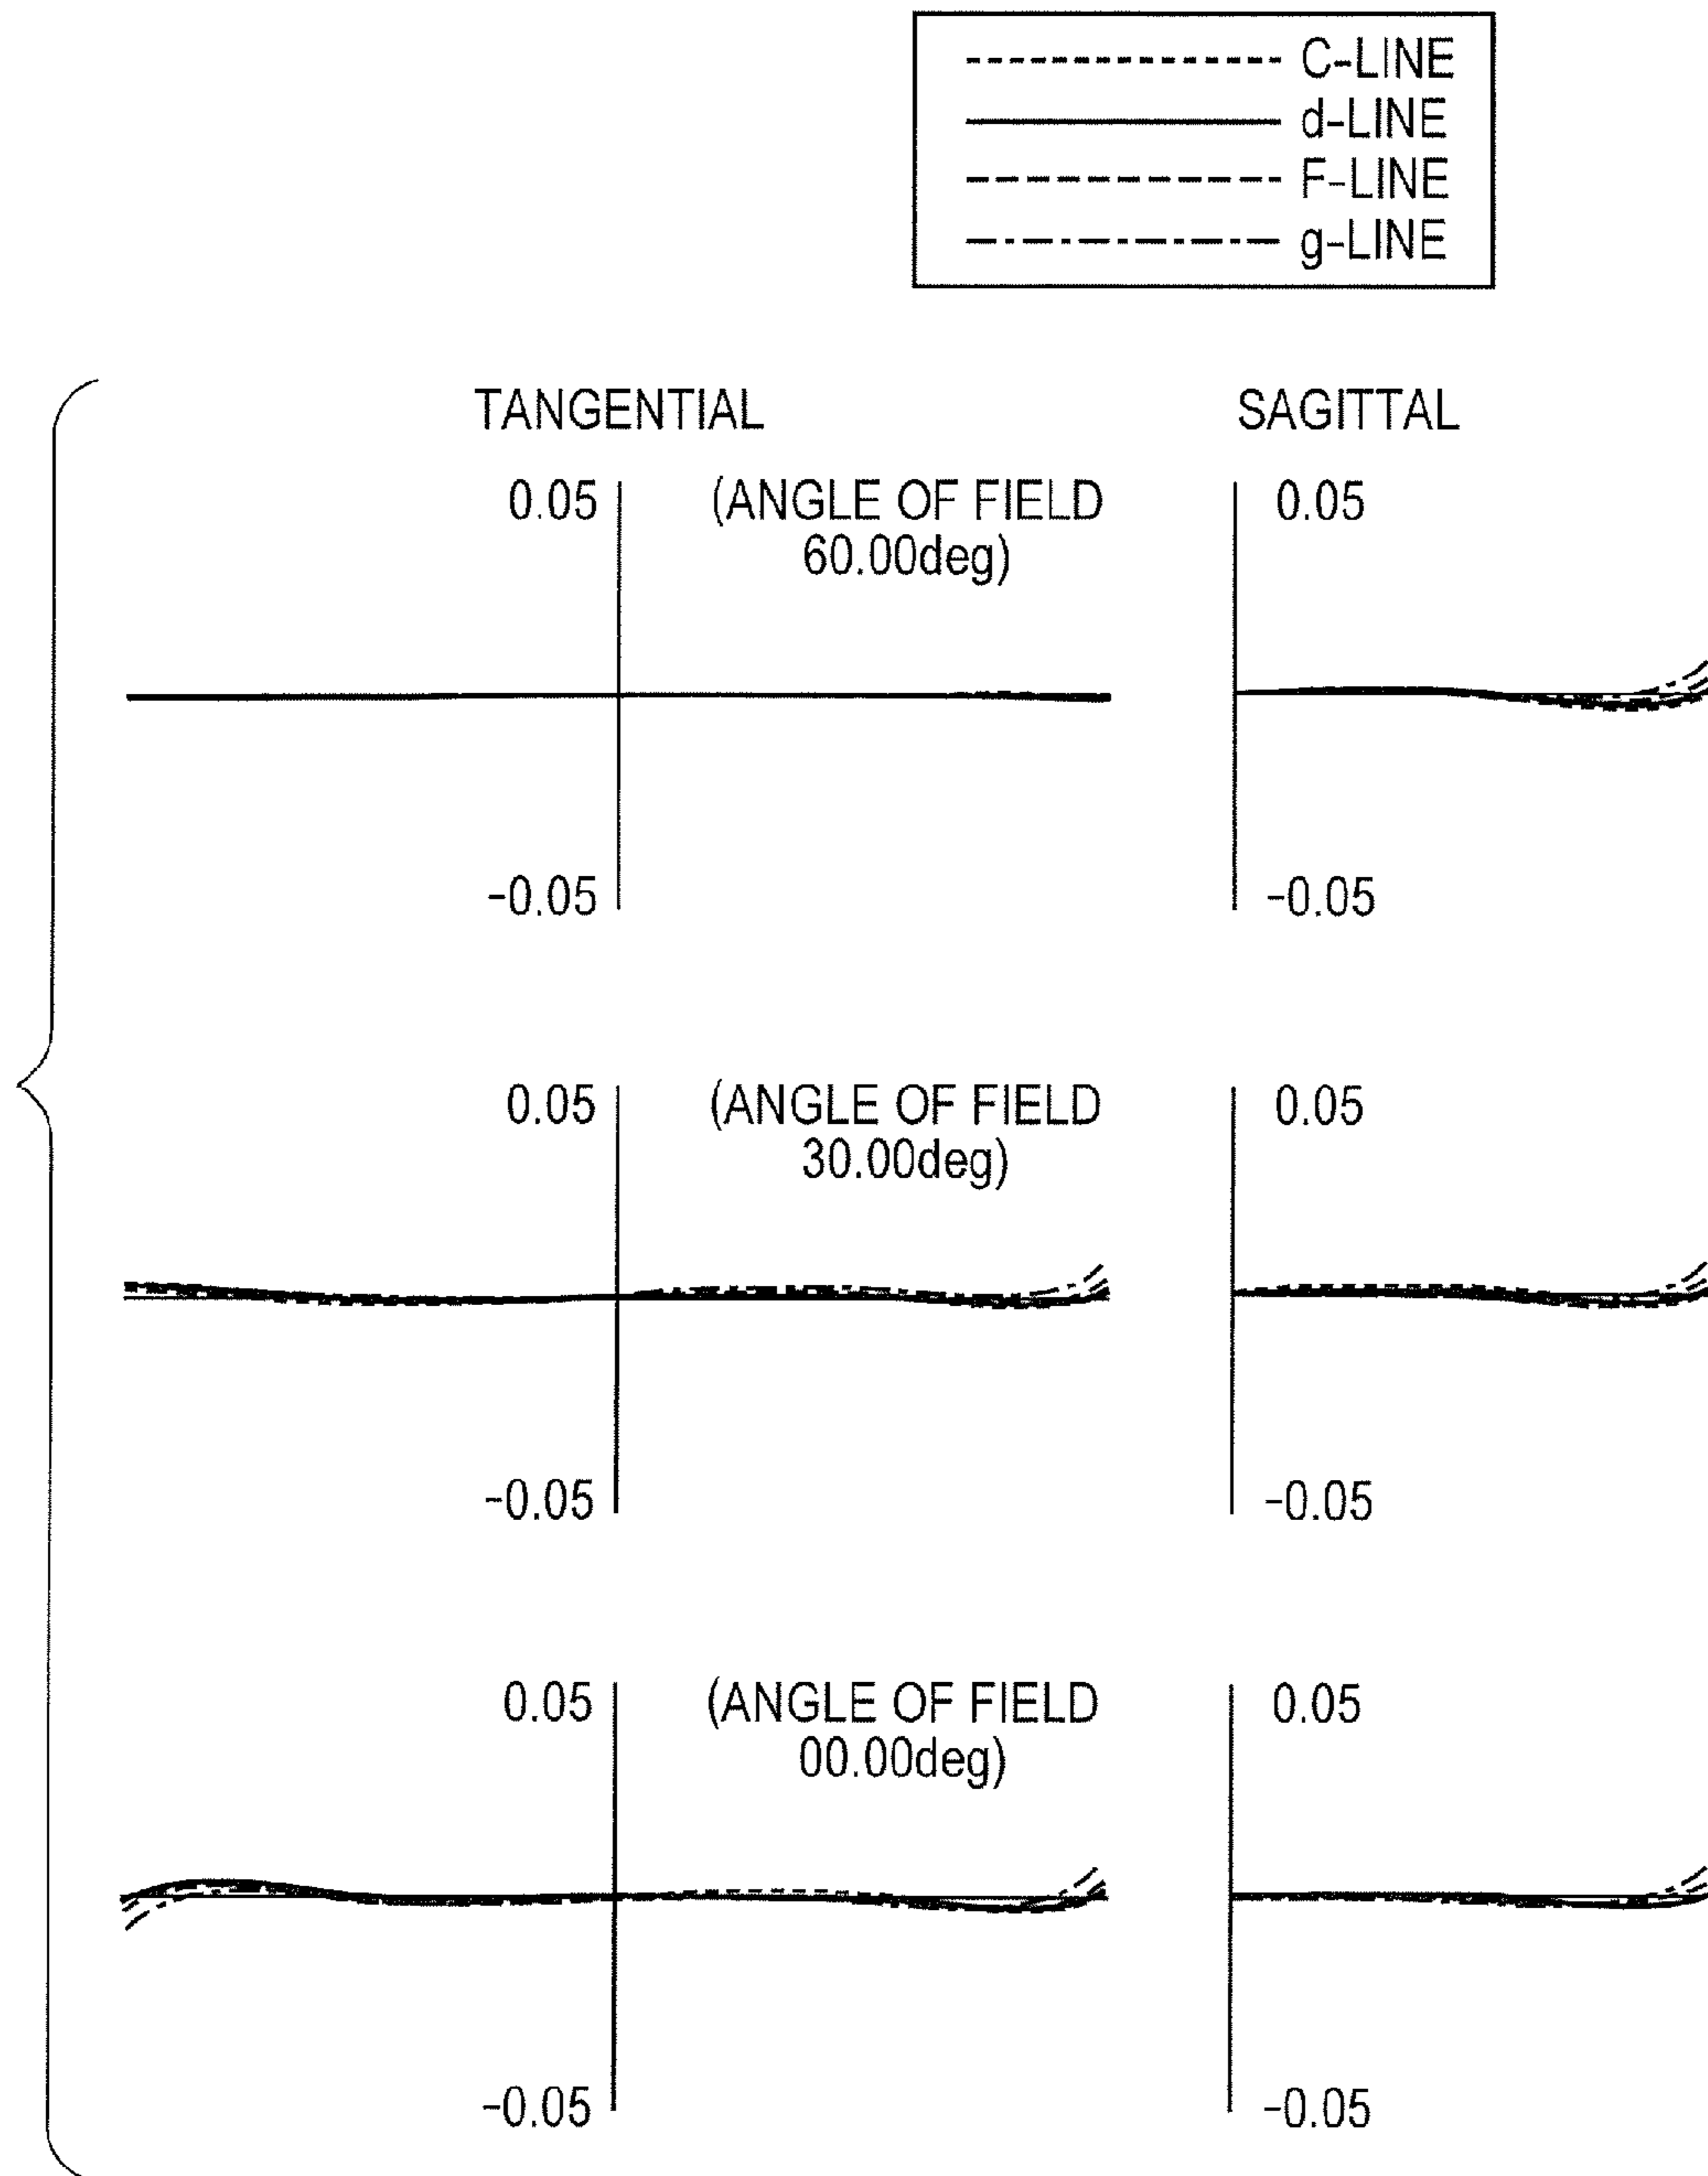 C-LINE
d-LINE
F-LINE
g-LINE
TANGENTIAL
SAGITTAL
0.05
(ANGLE OF FIELD
60.00deg)
0.05
-0.05
-0.05
0.05
(ANGLE OF FIELD
30.00deg)
0.05
-0.05
-0.05
0.05
(ANGLE OF FIELD
00.00deg)
0.05
-0.05
-0.05